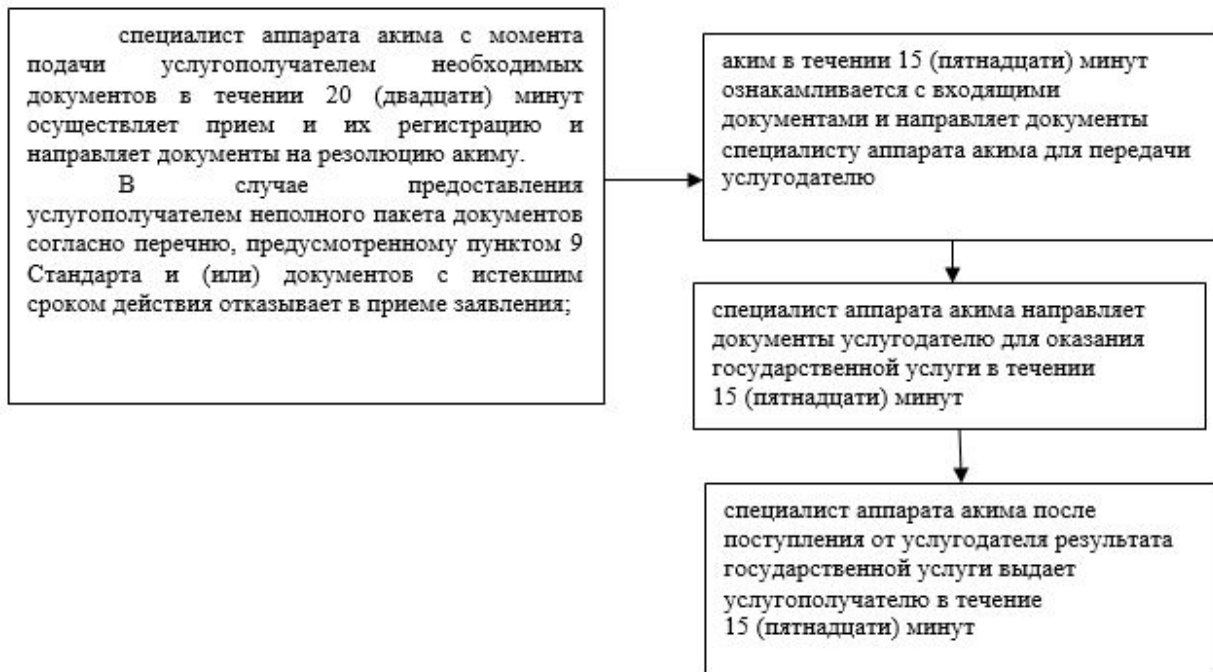 специалист аппарата акима с момента
подачи услугополучателем необходимых
документов в течении 20 (двадцати) минут
осуществляет прием и их регистрацию и
направляет документы на резолюцию акиму.
В случае предоставления
услугополучателем неполного пакета документов
согласно перечню, предусмотренному пунктом 9
Стандарта и (или) документов с истекшим
сроком действия отказывает в приеме заявления;
аким в течении 15 (пятнадцати) минут
ознакамливается с входящими
документами и направляет документы
специалисту аппарата акима для передачи
услугодателю
специалист аппарата акима направляет
документы услугодателю для оказания
государственной услуги в течении
15 (пятнадцати) минут
специалист аппарата акима после
поступления от услугодателя результата
государственной услуги выдает
услугополучателю в течение
15 (пятнадцати) минут